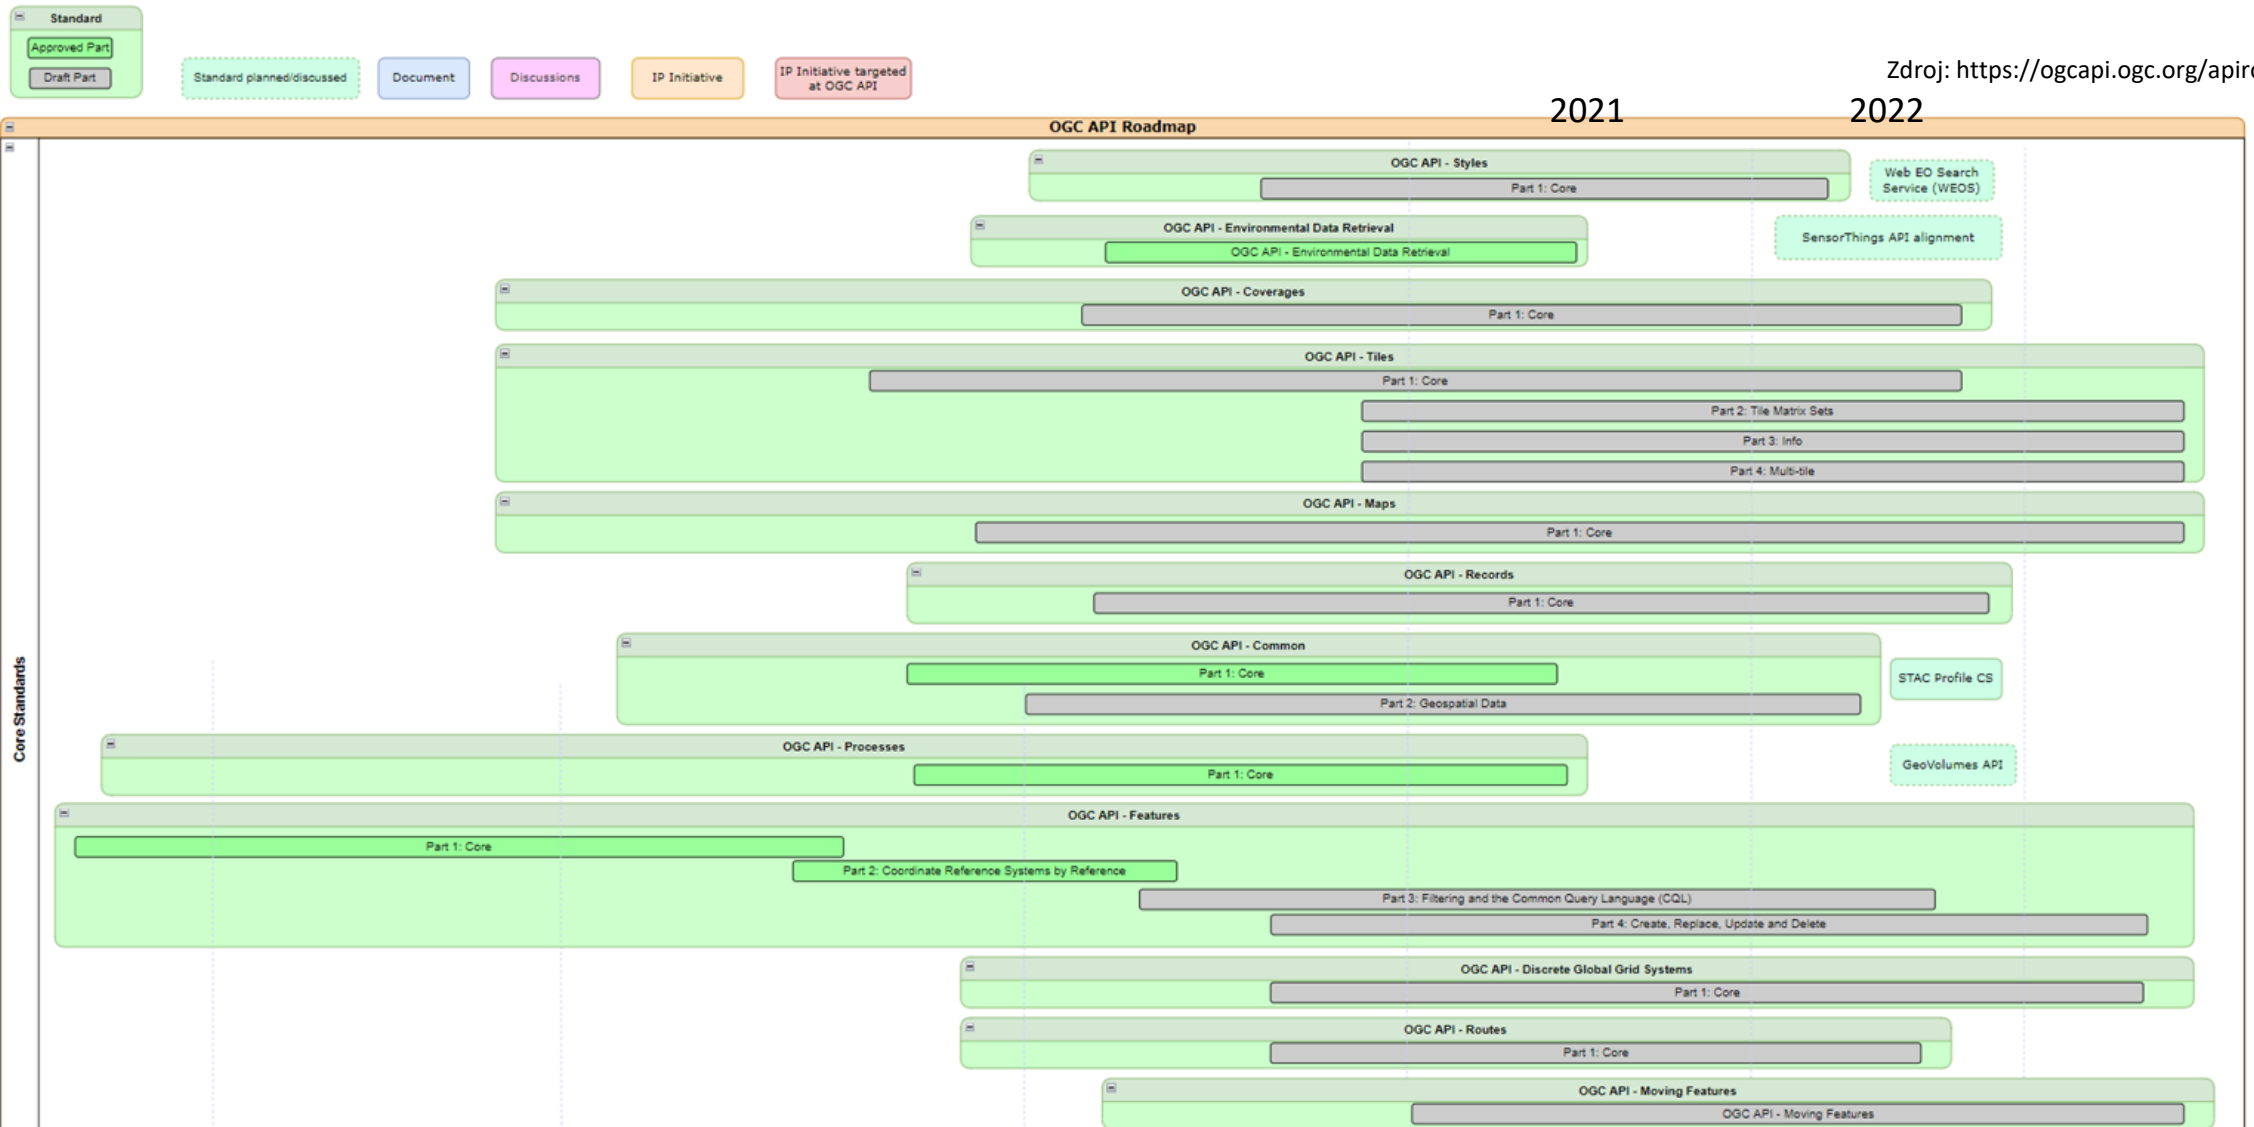 Standard
Approved Part
Draft Part
Standard planned/discussed
Document
Discussions
IP Initiative
IP Initiative targeted
at OGC API
Zdroj: https://ogcapi.ogc.org/apir
2021
2022
OGC API Roadmap
Core Standards
OGC API - Styles
Part 1: Core
Web EO Search
Service (WEOS)
OGC API - Environmental Data Retrieval
OGC API - Environmental Data Retrieval
SensorThings API alignment
OGC API - Coverages
Part 1: Core
OGC API - Tiles
Part 1: Core
Part 2: Tile Matrix Sets
Part 3: Info
Part 4: Multi-tile
OGC API - Maps
Part 1: Core
OGC API - Records
Part 1: Core
OGC API - Common
Part 1: Core
Part 2: Geospatial Data
STAC Profile CS
OGC API - Processes
Part 1: Core
GeoVolumes API
OGC API - Features
Part 1: Core
Part 2: Coordinate Reference Systems by Reference
Part 3: Filtering and the Common Query Language (CQL)
Part 4: Create, Replace, Update and Delete
OGC API - Discrete Global Grid Systems
Part 1: Core
OGC API - Routes
Part 1: Core
OGC API - Moving Features
OGC API - Moving Features